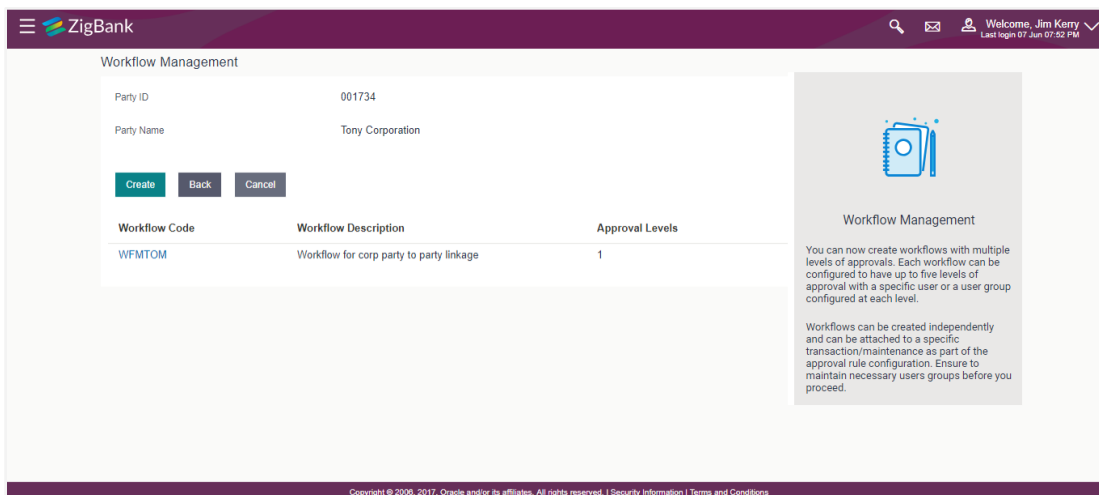 ZigBank
Welcome, Jim Kerry
Last login 07 Jun 07:52 PM
Workflow Management
Party ID 001734
Party Name Tony Corporation
Create Back Cancel
Workflow Code Workflow Description Approval Levels
WFMTOM Workflow for corp party to party linkage 1
Workflow Management
You can now create workflows with multiple
levels of approvals. Each workflow can be
configured to have up to five levels of
approval with a specific user or a user group
configured at each level.
Workflows can be created independently
and can be attached to a specific
transaction/maintenance as part of the
approval rule configuration. Ensure to
maintain necessary users groups before you
proceed.
Copyright © 2006, 2017, Oracle and/or its affiliates. All rights reserved. | Security Information | Terms and Conditions